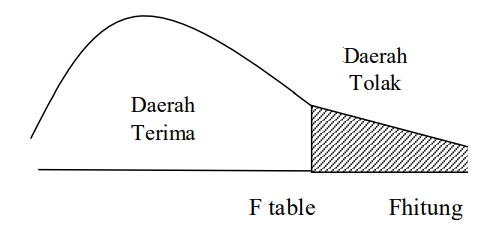 Daerah
Tolak
Daerah
Terima
F table Fhitung